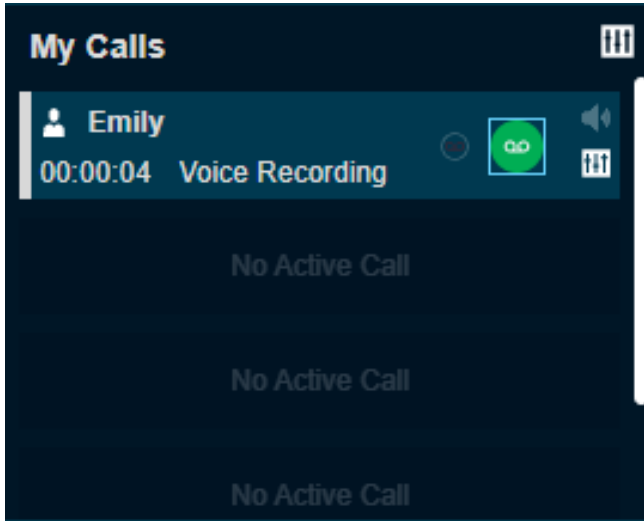 My Calls
Emily
00:00:04 Voice Recording
No Active Call
No Active Call
No Active Call